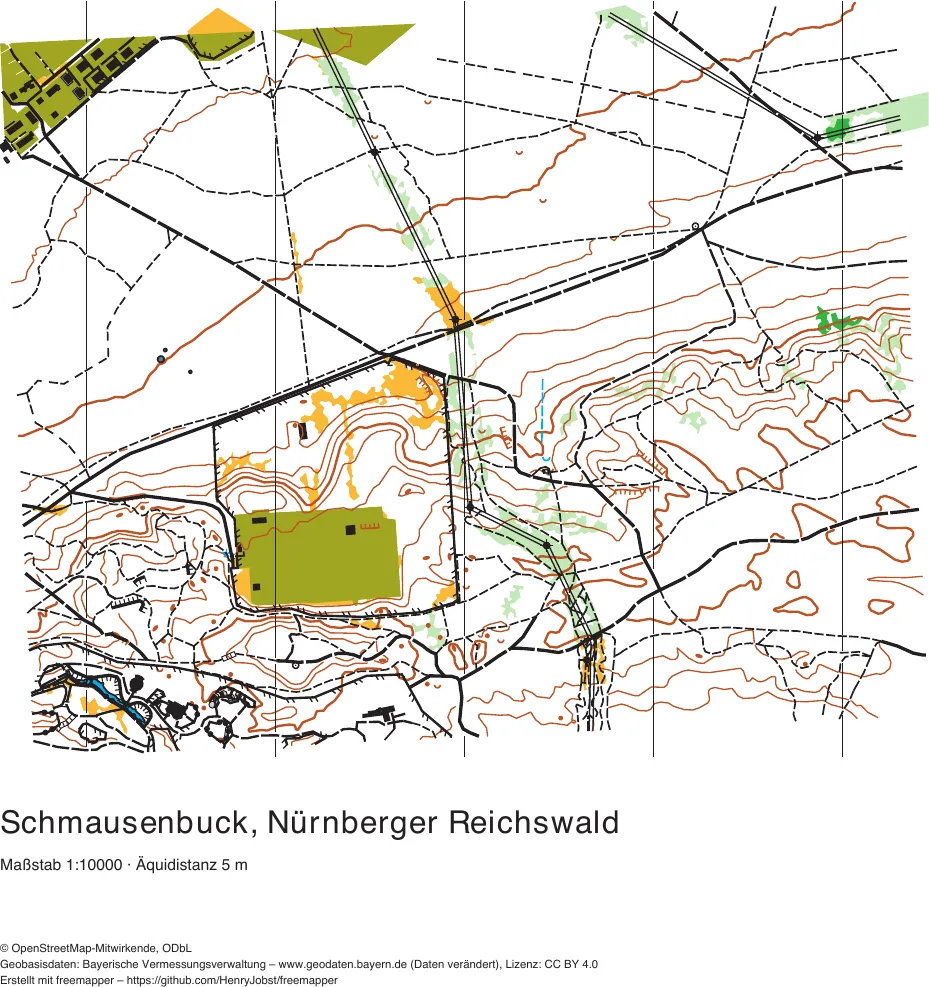 Schmausenbuck, Nürnberger Reichswald
Maßstab 1:10000 · Äquidistanz 5 m
© OpenStreetMap-Mitwirkende, ODbL
Geobasisdaten: Bayerische Vermessungsverwaltung – www.geodaten.bayern.de (Daten verändert), Lizenz: CC BY 4.0
Erstellt mit freemapper – https://github.com/HenryJobst/freemapper